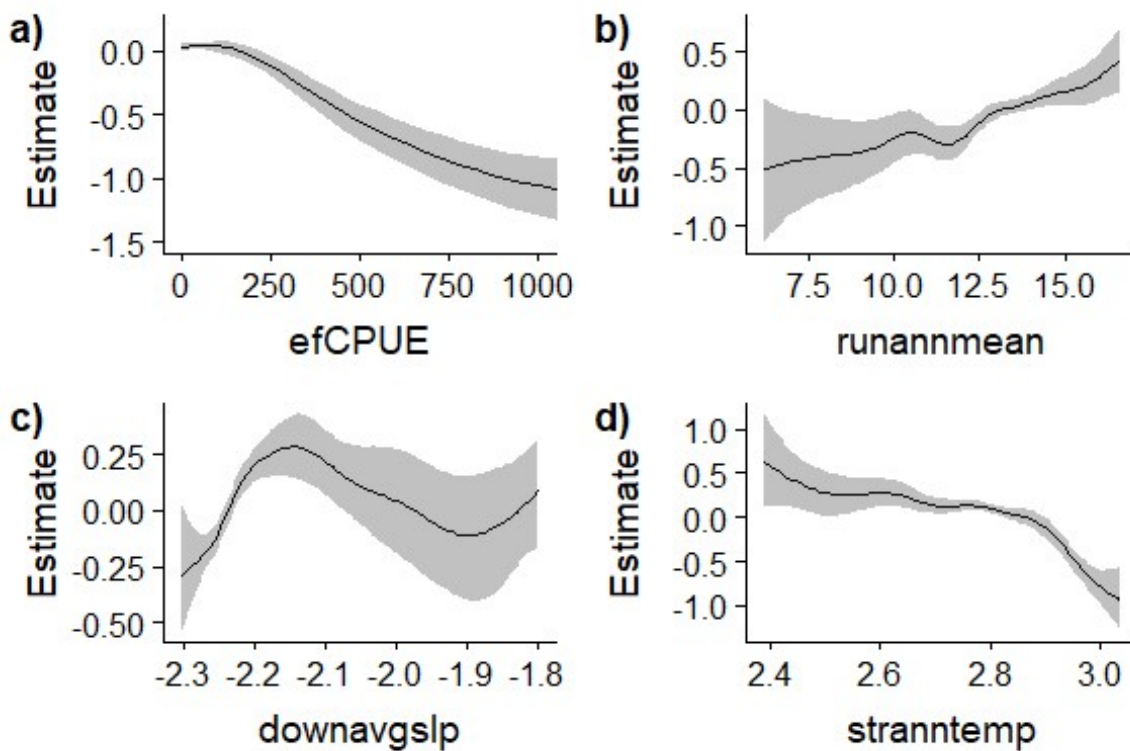 a)
Estimate
0.0
-0.5
-1.0
-1.5
0 250 500 750 1000
efCPUE
b)
Estimate
0.5
0.0
-0.5
-1.0
7.5 10.0 12.5 15.0
runannmean
c)
Estimate
0.25
0.00
-0.25
-0.50
-2.3 -2.2 -2.1 -2.0 -1.9 -1.8
downavgslp
d)
Estimate
1.0
0.5
0.0
-0.5
-1.0
2.4 2.6 2.8 3.0
stranntemp